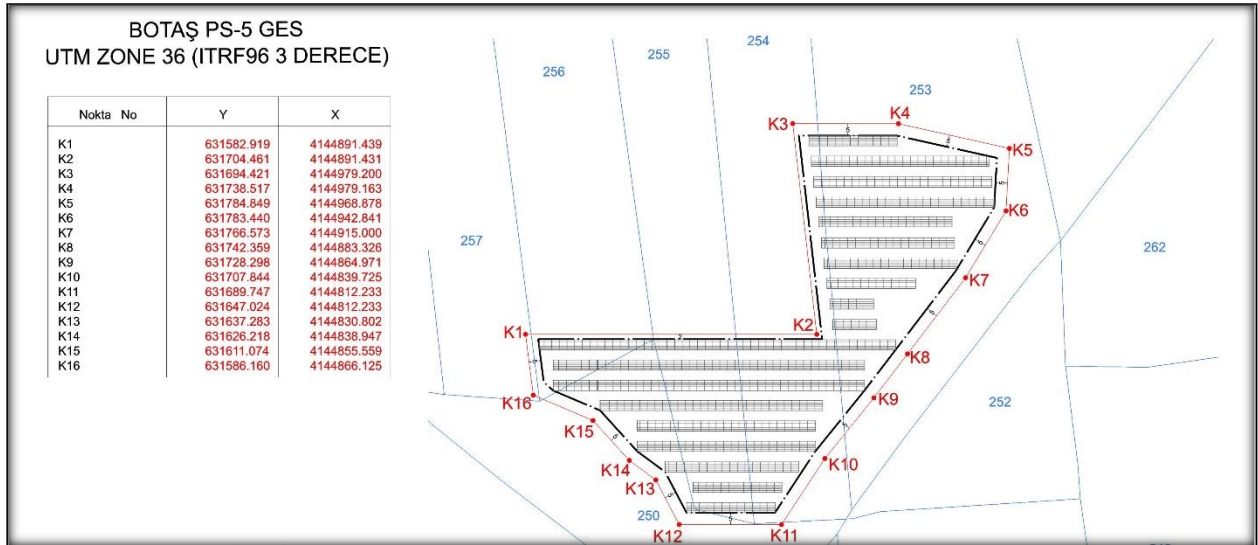 BOTAŞ PS-5 GES
UTM ZONE 36 (ITRF96 3 DERECE)
Nokta No Y X
K1 631582.919 4144891.439
K2 631704.461 4144891.431
K3 631694.421 4144979.200
K4 631738.517 4144979.163
K5 631784.849 4144968.878
K6 631783.440 4144942.841
K7 631766.573 4144915.000
K8 631742.359 4144883.326
K9 631728.298 4144864.971
K10 631707.844 4144839.725
K11 631689.747 4144812.233
K12 631647.024 4144812.233
K13 631637.283 4144830.802
K14 631626.218 4144838.947
K15 631611.074 4144855.559
K16 631586.160 4144866.125
254
255
256
253
K3
K4
K5
K6
257
262
K7
K1
K2
K8
K16
K9
252
K15
K10
K14
K13
250
K12
K11